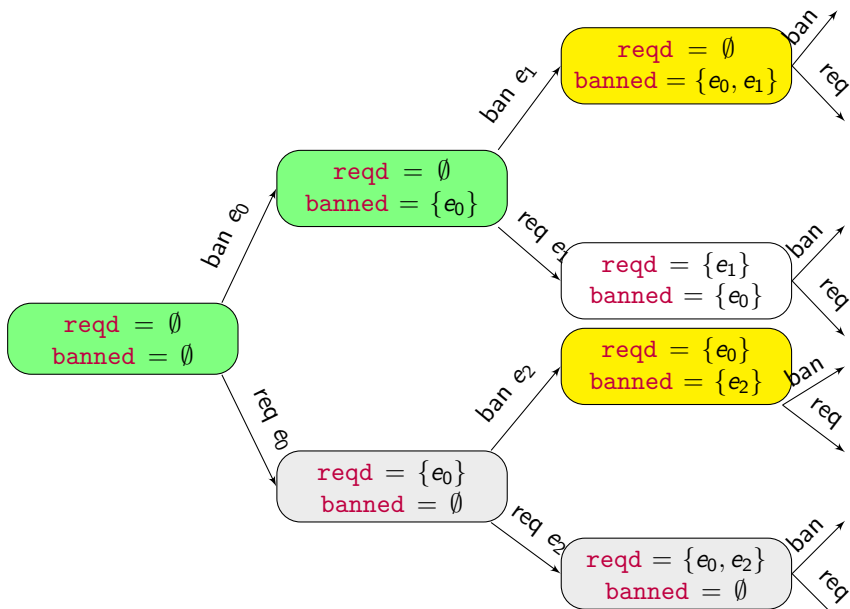 reqd = ∅
banned = ∅
ban e₀
req e₀
reqd = ∅
banned = {e₀}
reqd = {e₀}
banned = ∅
ban e₁
req e₁
ban e₂
req e₂
reqd = ∅
banned = {e₀, e₁}
reqd = {e₁}
banned = {e₀}
reqd = {e₀}
banned = {e₂}
reqd = {e₀, e₂}
banned = ∅
ban
req
ban
req
ban
req
ban
req